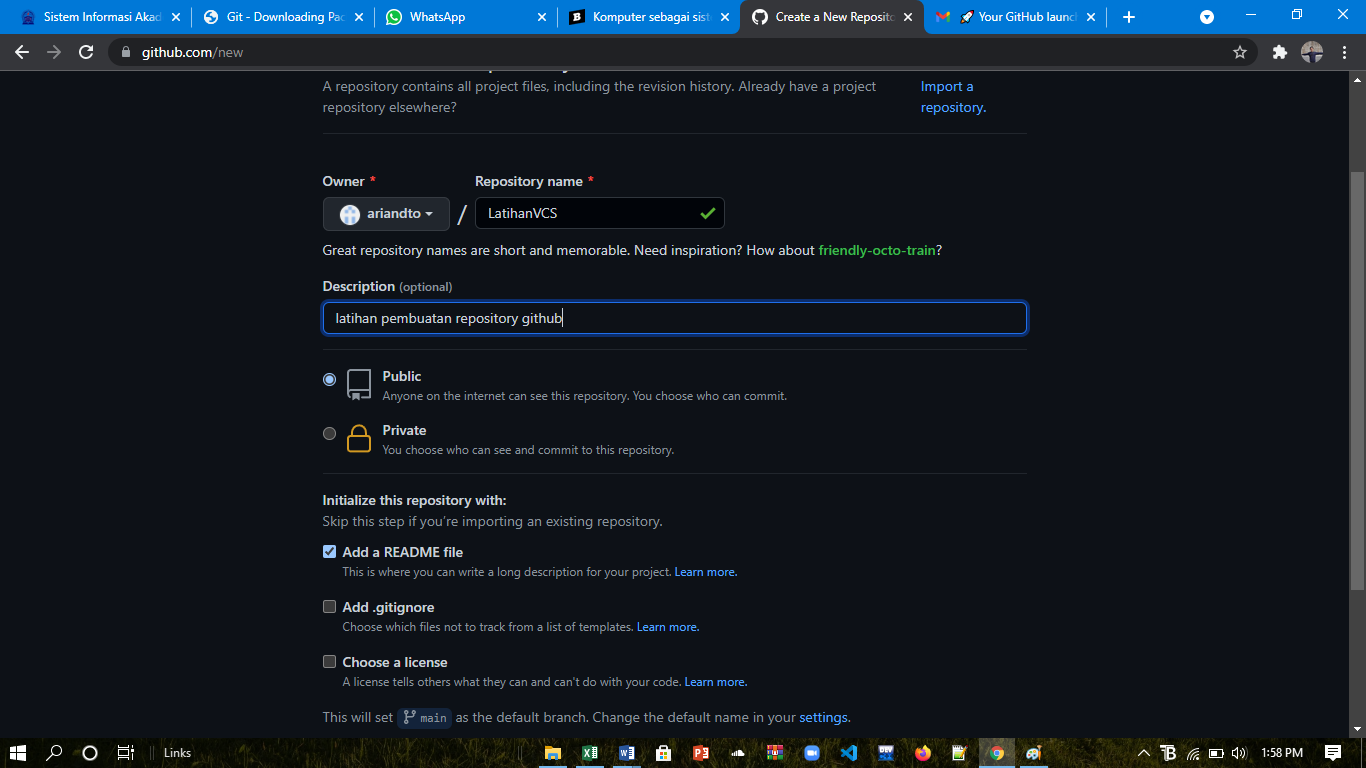 Sistem Informasi Akad
Git - Downloading Pac
WhatsApp
Komputer sebagai sist
Create a New Reposito
Your GitHub launc
github.com/new
A repository contains all project files, including the revision history. Already have a project
repository elsewhere?
Import a
repository.
Owner *
Repository name *
ariandto
/
LatihanVCS
Great repository names are short and memorable. Need inspiration? How about friendly-octo-train?
Description (optional)
latihan pembuatan repository github
Public
Anyone on the internet can see this repository. You choose who can commit.
Private
You choose who can see and commit to this repository.
Initialize this repository with:
Skip this step if you're importing an existing repository.
Add a README file
This is where you can write a long description for your project. Learn more.
Add .gitignore
Choose which files not to track from a list of templates. Learn more.
Choose a license
A license tells others what they can and can't do with your code. Learn more.
This will set main as the default branch. Change the default name in your settings.
Links
1:58 PM